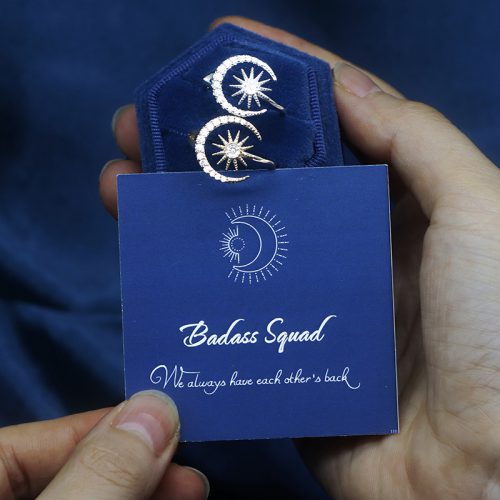 Badass Squad
We always have each other's back